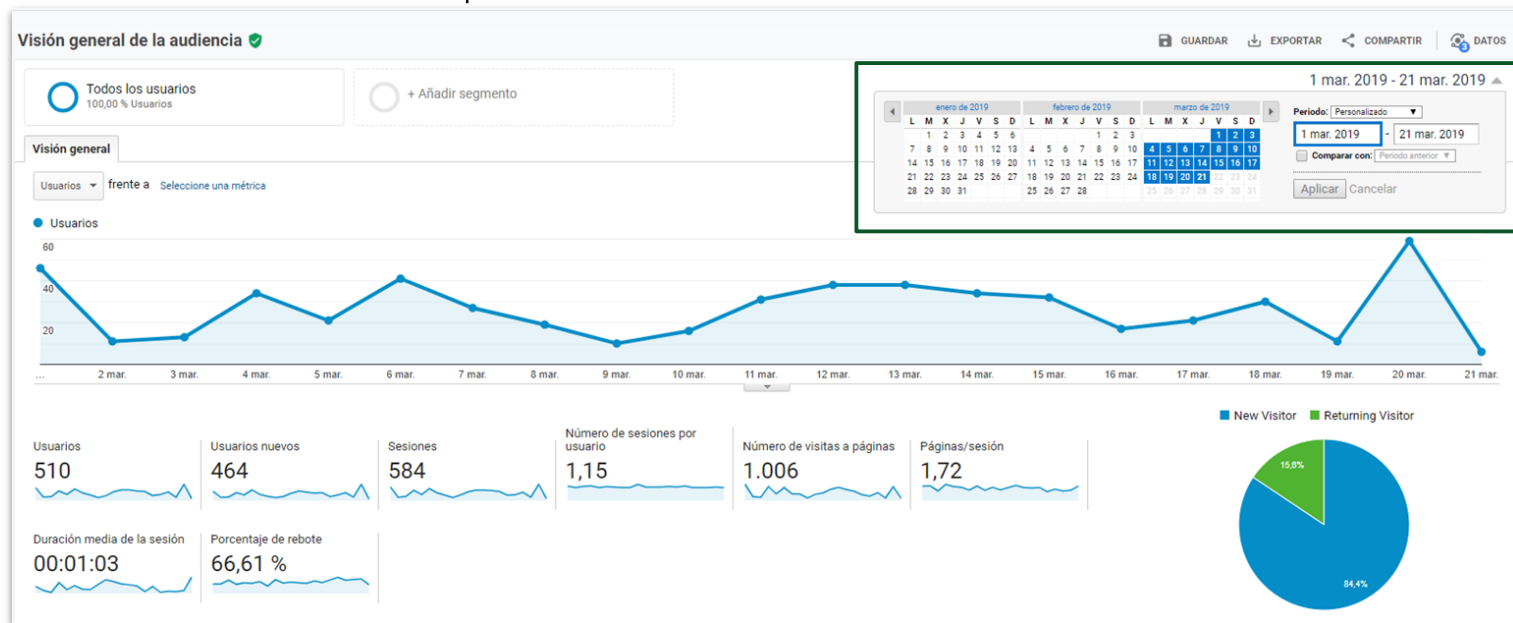 Visión general de la audiencia
GUARDAR EXPORTAR COMPARTIR 3 DATOS
Todos los usuarios
100,00 % Usuarios
+ Añadir segmento
1 mar. 2019 - 21 mar. 2019
enero de 2019 febrero de 2019 marzo de 2019
L M X J V S D L M X J V S D L M X J V S D
1 2 3 4 5 6 1 2 3 1 2 3
7 8 9 10 11 12 13 4 5 6 7 8 9 10 4 5 6 7 8 9 10
14 15 16 17 18 19 20 11 12 13 14 15 16 17 11 12 13 14 15 16 17
21 22 23 24 25 26 27 18 19 20 21 22 23 24 18 19 20 21 22 23 24
28 29 30 31 25 26 27 28 25 26 27 28 29 30 31
Periodo: Personalizado
1 mar. 2019 - 21 mar. 2019
Comparar con: Periodo anterior
Aplicar Cancelar
Visión general
Usuarios frente a Seleccione una métrica
Usuarios
60
40
20
... 2 mar. 3 mar. 4 mar. 5 mar. 6 mar. 7 mar. 8 mar. 9 mar. 10 mar. 11 mar. 12 mar. 13 mar. 14 mar. 15 mar. 16 mar. 17 mar. 18 mar. 19 mar. 20 mar. 21 mar.
Usuarios
510
Usuarios nuevos
464
Sesiones
584
Número de sesiones por
usuario
1,15
Número de visitas a páginas
1.006
Páginas/sesión
1,72
Duración media de la sesión
00:01:03
Porcentaje de rebote
66,61 %
New Visitor Returning Visitor
15,6%
84,4%